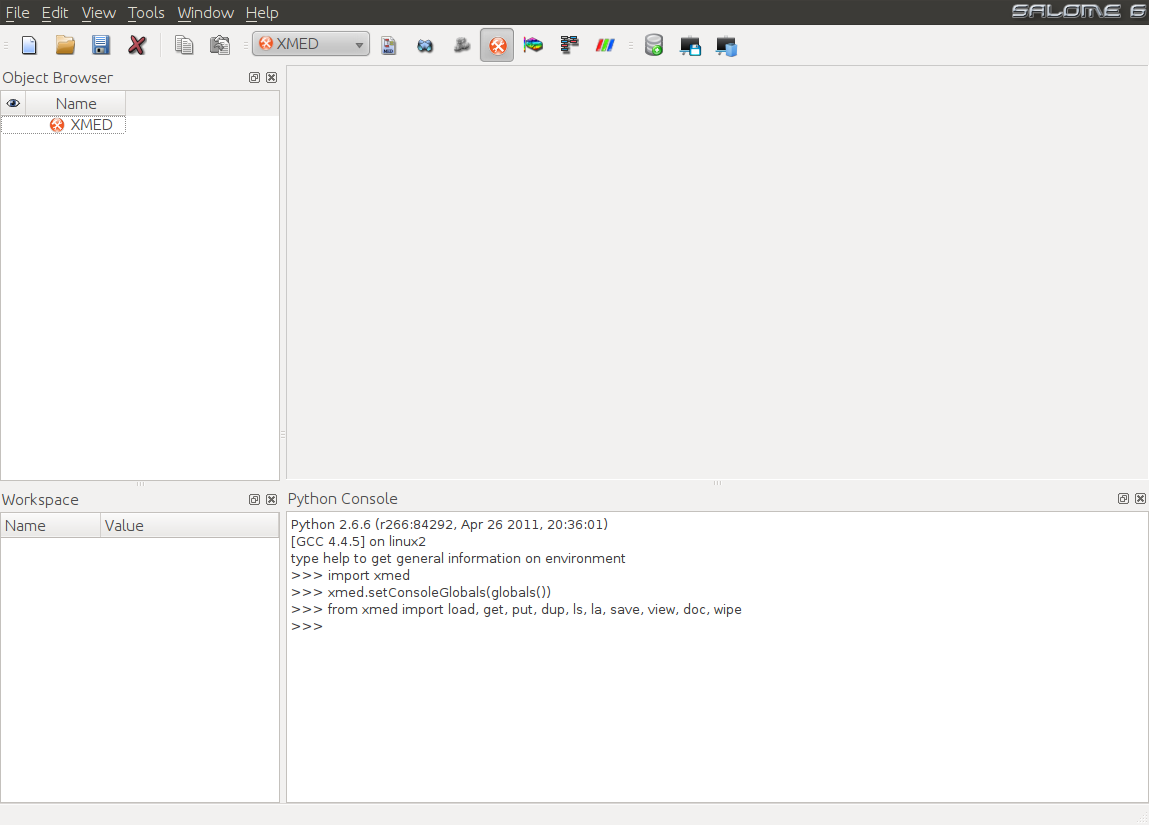 File Edit View Tools Window Help
SALOME 6
XMED
Object Browser
Name
XMED
Workspace
Name Value
Python Console
Python 2.6.6 (r266:84292, Apr 26 2011, 20:36:01)
[GCC 4.4.5] on linux2
type help to get general information on environment
>>> import xmed
>>> xmed.setConsoleGlobals(globals())
>>> from xmed import load, get, put, dup, ls, la, save, view, doc, wipe
>>>